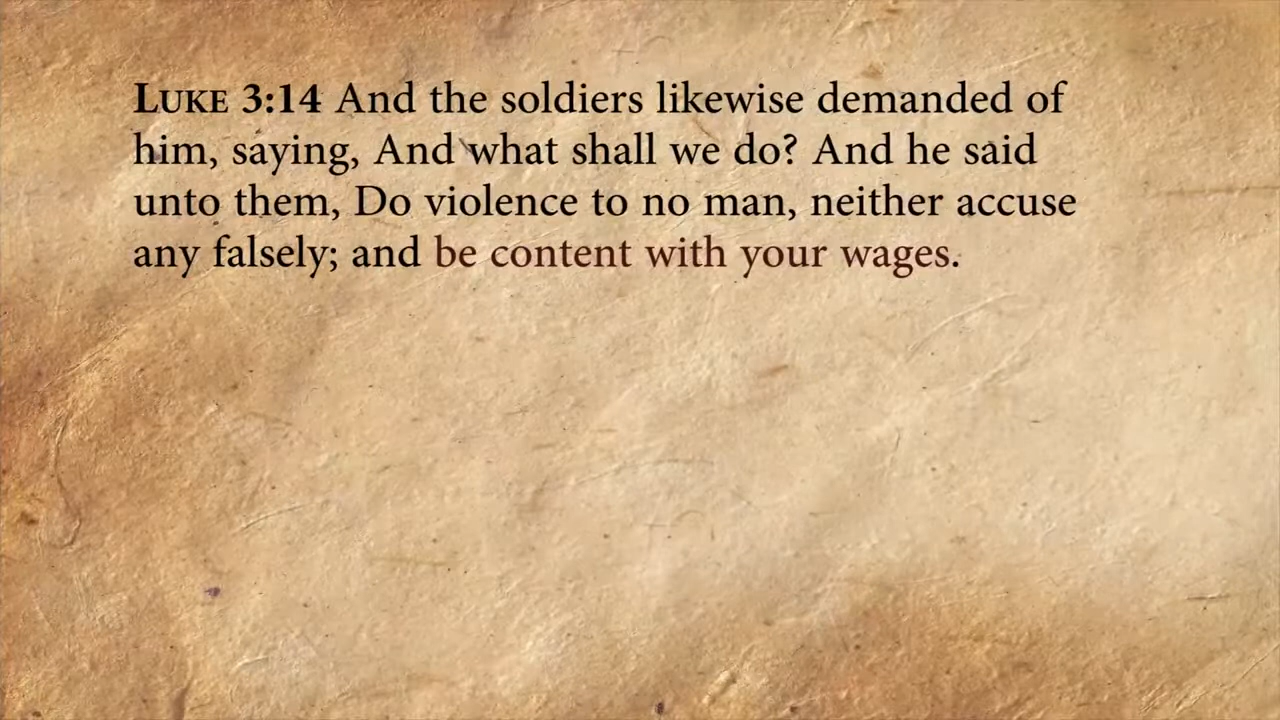 LUKE 3:14 And the soldiers likewise demanded of
him, saying, And what shall we do? And he said
unto them, Do violence to no man, neither accuse
any falsely; and be content with your wages.